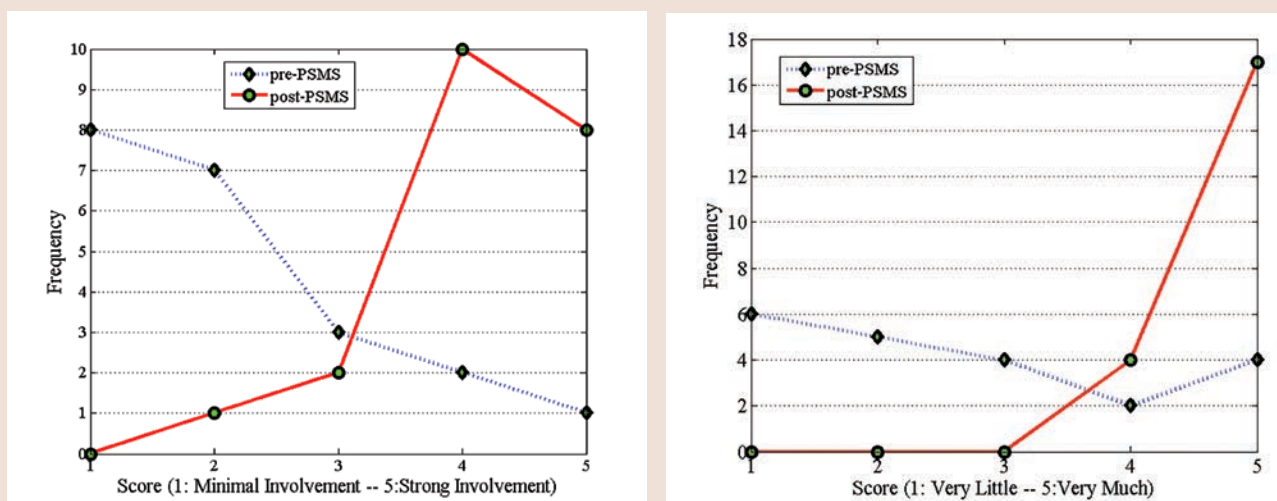 10
9
8
7
6
5
4
3
2
1
0
Frequency
pre-PSMS
post-PSMS
1 2 3 4 5
Score (1: Minimal Involvement -- 5:Strong Involvement)
18
16
14
12
10
8
6
4
2
0
Frequency
pre-PSMS
post-PSMS
1 2 3 4 5
Score (1: Very Little -- 5:Very Much)